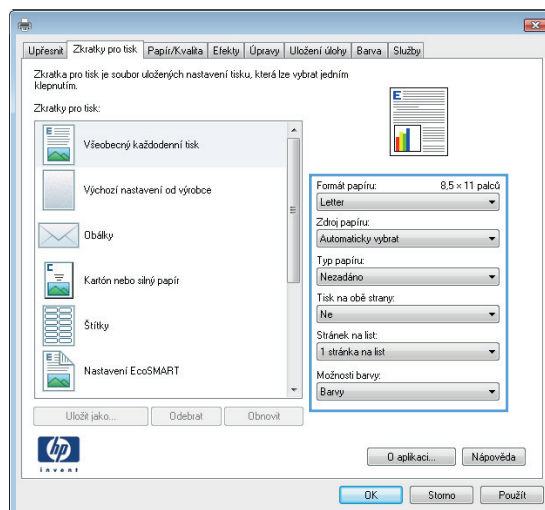 Upřesnit Zkratky pro tisk Papír/Kvalita Efekty Úpravy Uložení úlohy Barva Služby
Zkratka pro tisk je soubor uložených nastavení tisku, která lze vybrat jedním
klepnutím.
Zkratky pro tisk:
E
Všeobecný každodenní tisk
Výchozí nastavení od výrobce
Obálky
Kartón nebo silný papír
Štítky
Nastavení EcoSMART
Uložit jako... Odebrat Obnovit
E
Formát papíru: 8,5 × 11 palců
Letter
Zdroj papíru:
Automaticky vybrat
Typ papíru:
Nezadáno
Tisk na obě strany:
Ne
Stránek na list:
1 stránka na list
Možnosti barvy:
Barvy
hp
invent
O aplikaci... Nápověda
OK Storno Použít